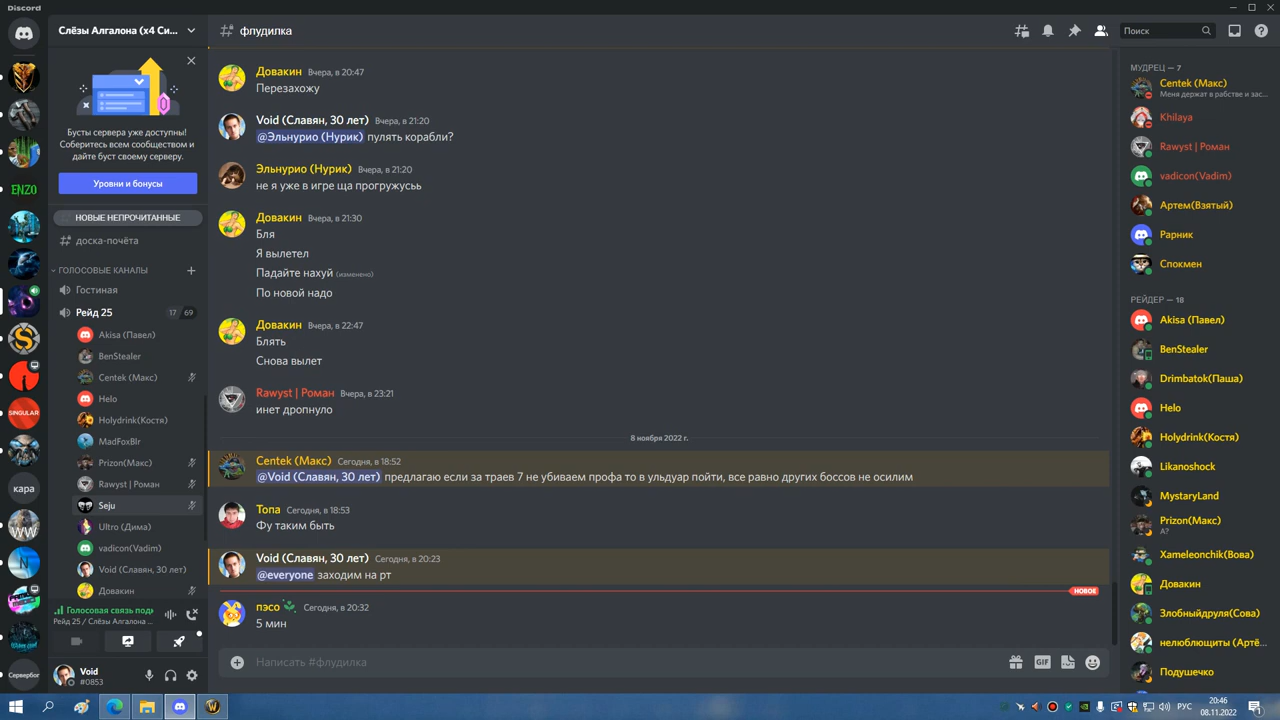 Discord
Слёзы Алгалона (x4 Си...
флудилка
Поиск
Бусты сервера уже доступны!
Соберитесь всем сообществом и
дайте буст своему серверу.
Уровни и бонусы
НОВЫЕ НЕПРОЧИТАННЫЕ
доска-почёта
ГОЛОСОВЫЕ КАНАЛЫ
Гостиная
Рейд 25 17 69
Akisa (Павел)
BenStealer
Centek (Макс)
Helo
Holydrink(Костя)
MadFoxBIr
Prizon(Макс)
Rawyst | Роман
Seju
Ultro (Дима)
vadicon(Vadim)
Void (Славян, 30 лет)
Довакин
Голосовая связь подк
Рейд 25 / Слёзы Алгалона ...
Void
#0853
ENZO
SINGULAR
кара
WW
N
Сервербог
Довакин Вчера, в 20:47
Перезахожу
Void (Славян, 30 лет) Вчера, в 21:20
@Эльнурио (Нурик) пулять корабли?
Эльнурио (Нурик) Вчера, в 21:20
не я уже в игре ща прогружусьь
Довакин Вчера, в 21:30
Бля
Я вылетел
Падайте нахуй (изменено)
По новой надо
Довакин Вчера, в 22:47
Блять
Снова вылет
Rawyst | Роман Вчера, в 23:21
инет дропнуло
8 ноября 2022 г.
Centek (Макс) Сегодня, в 18:52
@Void (Славян, 30 лет) предлагаю если за траев 7 не убиваем профа то в ульдуар пойти, все равно других боссов не осилим
Топа Сегодня, в 18:53
Фу таким быть
Void (Славян, 30 лет) Сегодня, в 20:23
@everyone заходим на рт
НОВОЕ
пэсо Сегодня, в 20:32
5 мин
Написать #флудилка
GIF
МУДРЕЦ — 7
Centek (Макс)
Меня держат в рабстве и зас...
Khilaya
Rawyst | Роман
vadicon(Vadim)
Артем(Взятый)
Рарник
Спокмен
РЕЙДЕР — 18
Akisa (Павел)
BenStealer
Drimbatok(Паша)
Helo
Holydrink(Костя)
Likanoshock
MystaryLand
Prizon(Макс)
А?
Xameleonchik(Вова)
Довакин
Злобныйдруля(Сова)
нелюблющиты (Артё...
Подушечко
РУС
20:46
08.11.2022
1